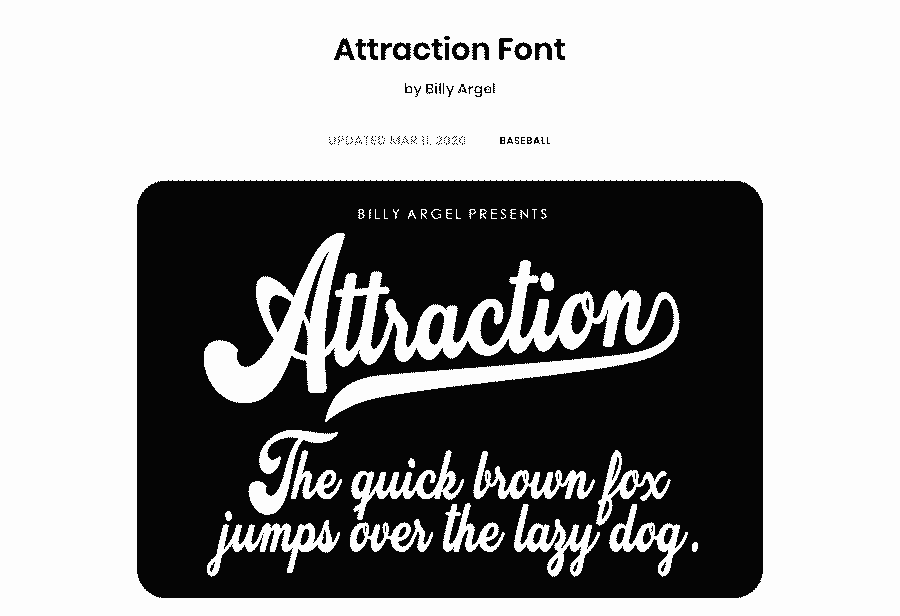 Attraction Font
by Billy Argel
UPDATED MAR 11, 2020 BASEBALL
BILLY ARGEL PRESENTS
Attraction
The quick brown fox
jumps over the lazy dog.